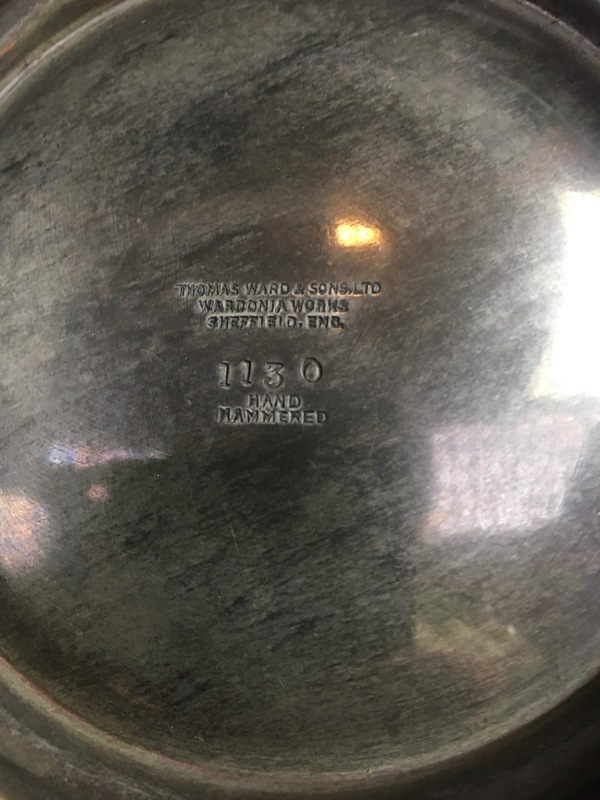 THOMAS WARD & SONS.LTD
WARDONIA WORKS
SHEFFIELD, ENG.
1130
HAND
HAMMERED